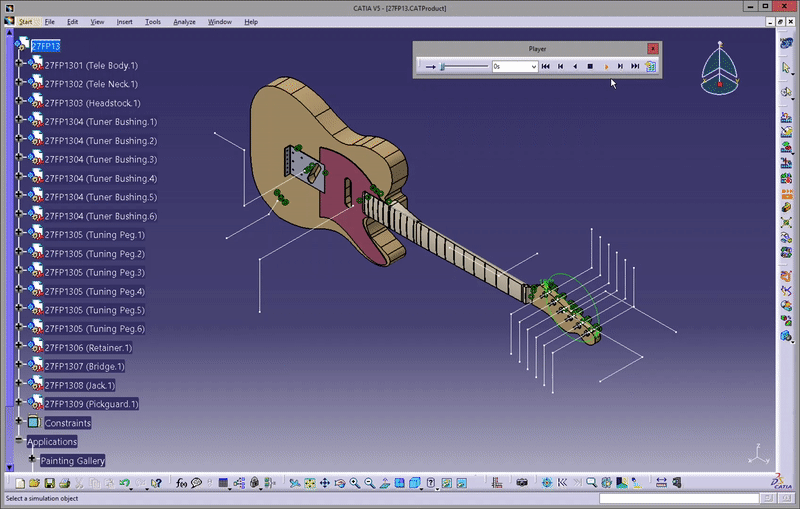 CATIA V5 - [27FP13.CATProduct]
Start File Edit View Insert Tools Analyze Window Help
Player
0s
27FP13
27FP1301 (Tele Body.1)
27FP1302 (Tele Neck.1)
27FP1303 (Headstock.1)
27FP1304 (Tuner Bushing.1)
27FP1304 (Tuner Bushing.2)
27FP1304 (Tuner Bushing.3)
27FP1304 (Tuner Bushing.4)
27FP1304 (Tuner Bushing.5)
27FP1304 (Tuner Bushing.6)
27FP1305 (Tuning Peg.1)
27FP1305 (Tuning Peg.2)
27FP1305 (Tuning Peg.3)
27FP1305 (Tuning Peg.4)
27FP1305 (Tuning Peg.5)
27FP1305 (Tuning Peg.6)
27FP1306 (Retainer.1)
27FP1307 (Bridge.1)
27FP1308 (Jack.1)
27FP1309 (Pickguard.1)
Constraints
Applications
Painting Gallery
f(x)
CATIA
Select a simulation object